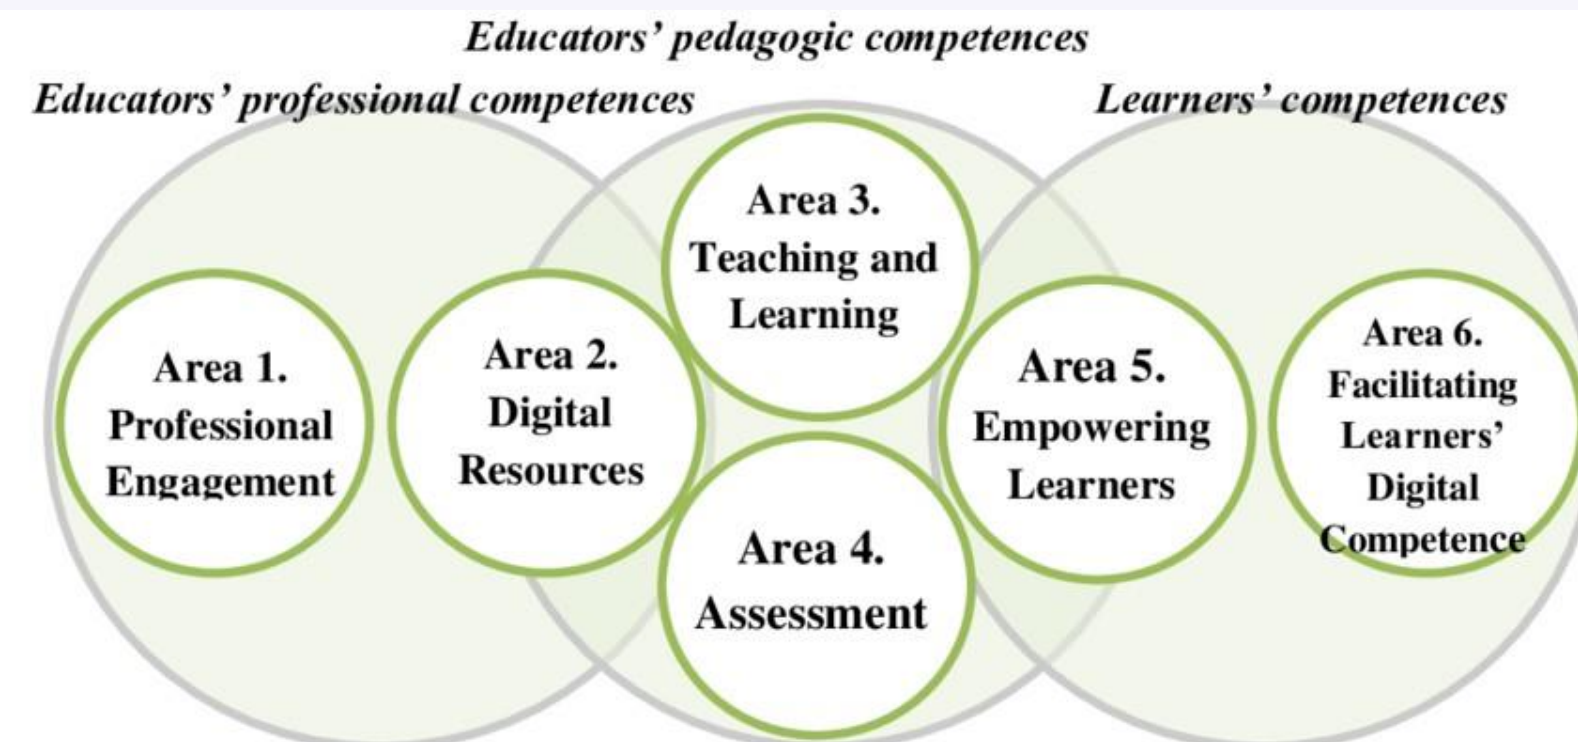 Educators’ pedagogic competences
Educators’ professional competences
Learners’ competences
Area 1.
Professional
Engagement
Area 2.
Digital
Resources
Area 3.
Teaching and
Learning
Area 4.
Assessment
Area 5.
Empowering
Learners
Area 6.
Facilitating
Learners’
Digital
Competence